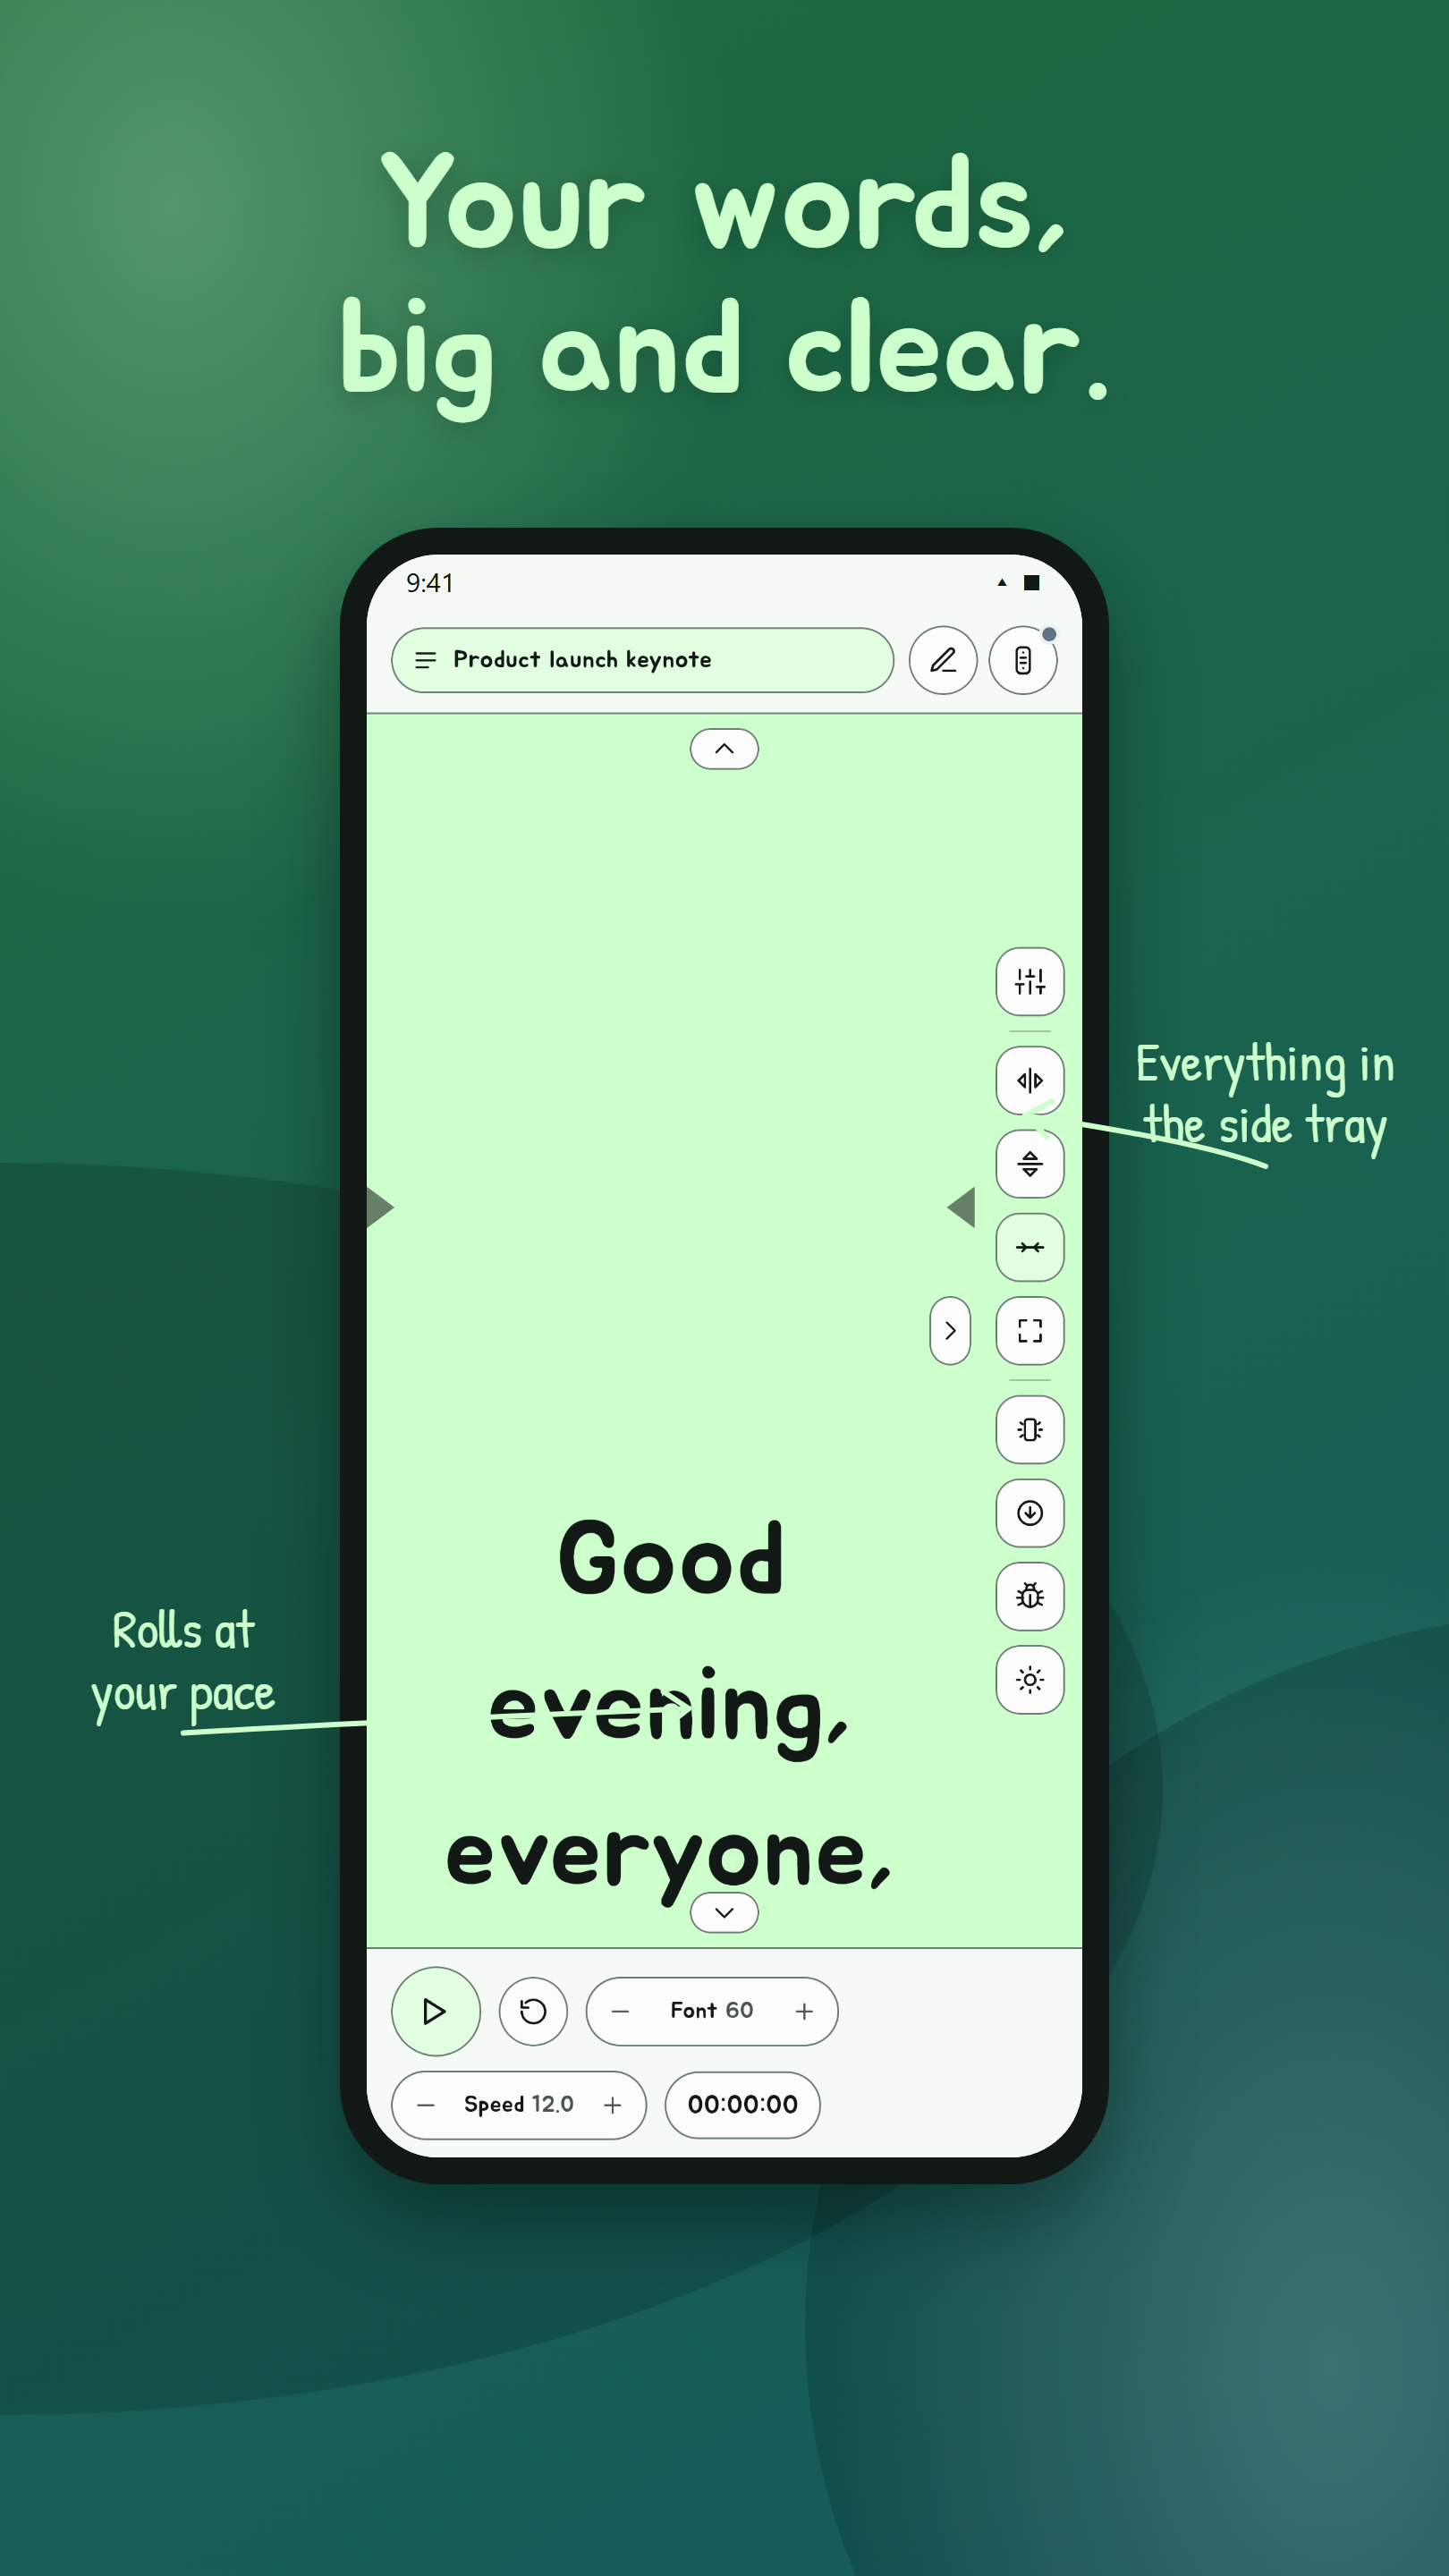 Your words,
big and clear.
9:41
Product launch keynote
Everything in
the side tray
Good
Rolls at
your pace
evening,
everyone,
Font 60
Speed 12.0
00:00:00